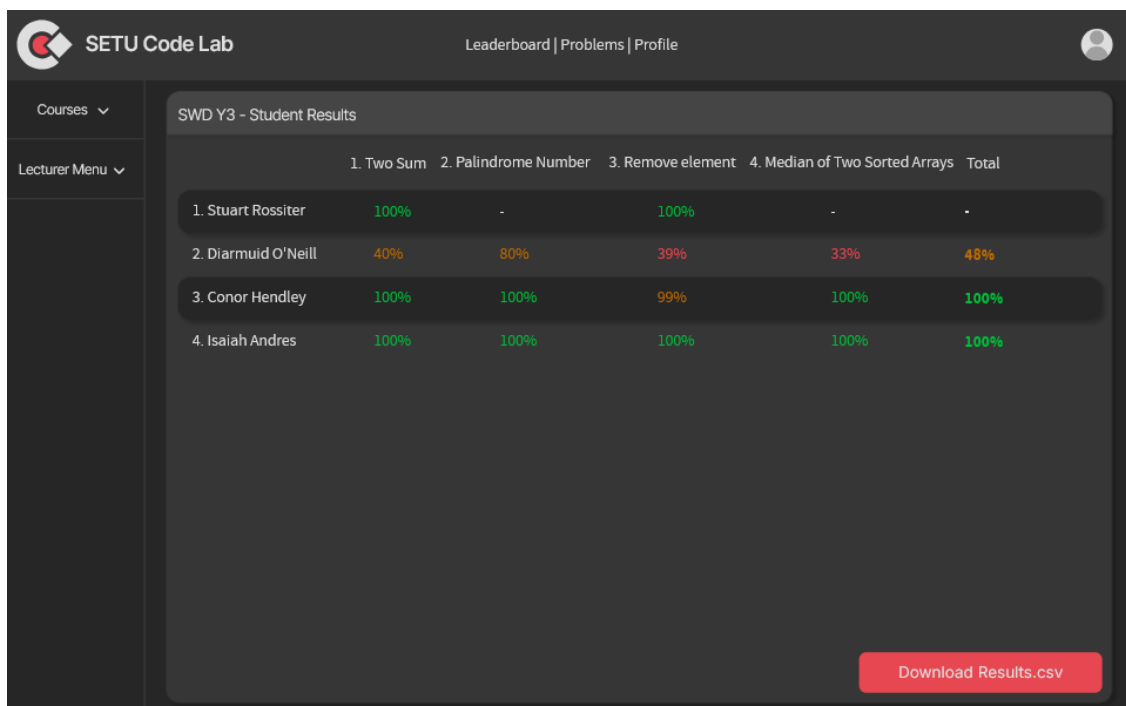 SETU Code Lab
Leaderboard | Problems | Profile
Courses
Lecturer Menu
SWD Y3 - Student Results
1. Two Sum 2. Palindrome Number 3. Remove element 4. Median of Two Sorted Arrays Total
1. Stuart Rossiter 100% - 100% - -
2. Diarmuid O'Neill 40% 80% 39% 33% 48%
3. Conor Hendley 100% 100% 99% 100% 100%
4. Isaiah Andres 100% 100% 100% 100% 100%
Download Results.csv